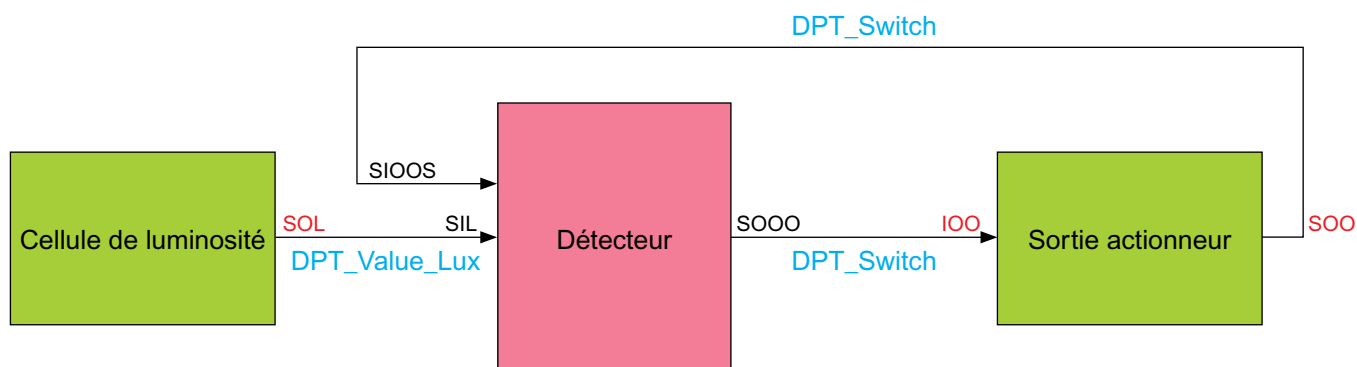 DPT_Switch
SIOOS
Cellule de luminosité
SOL
SIL
DPT_Value_Lux
Détecteur
SOOO
IOO
DPT_Switch
Sortie actionneur
SOO